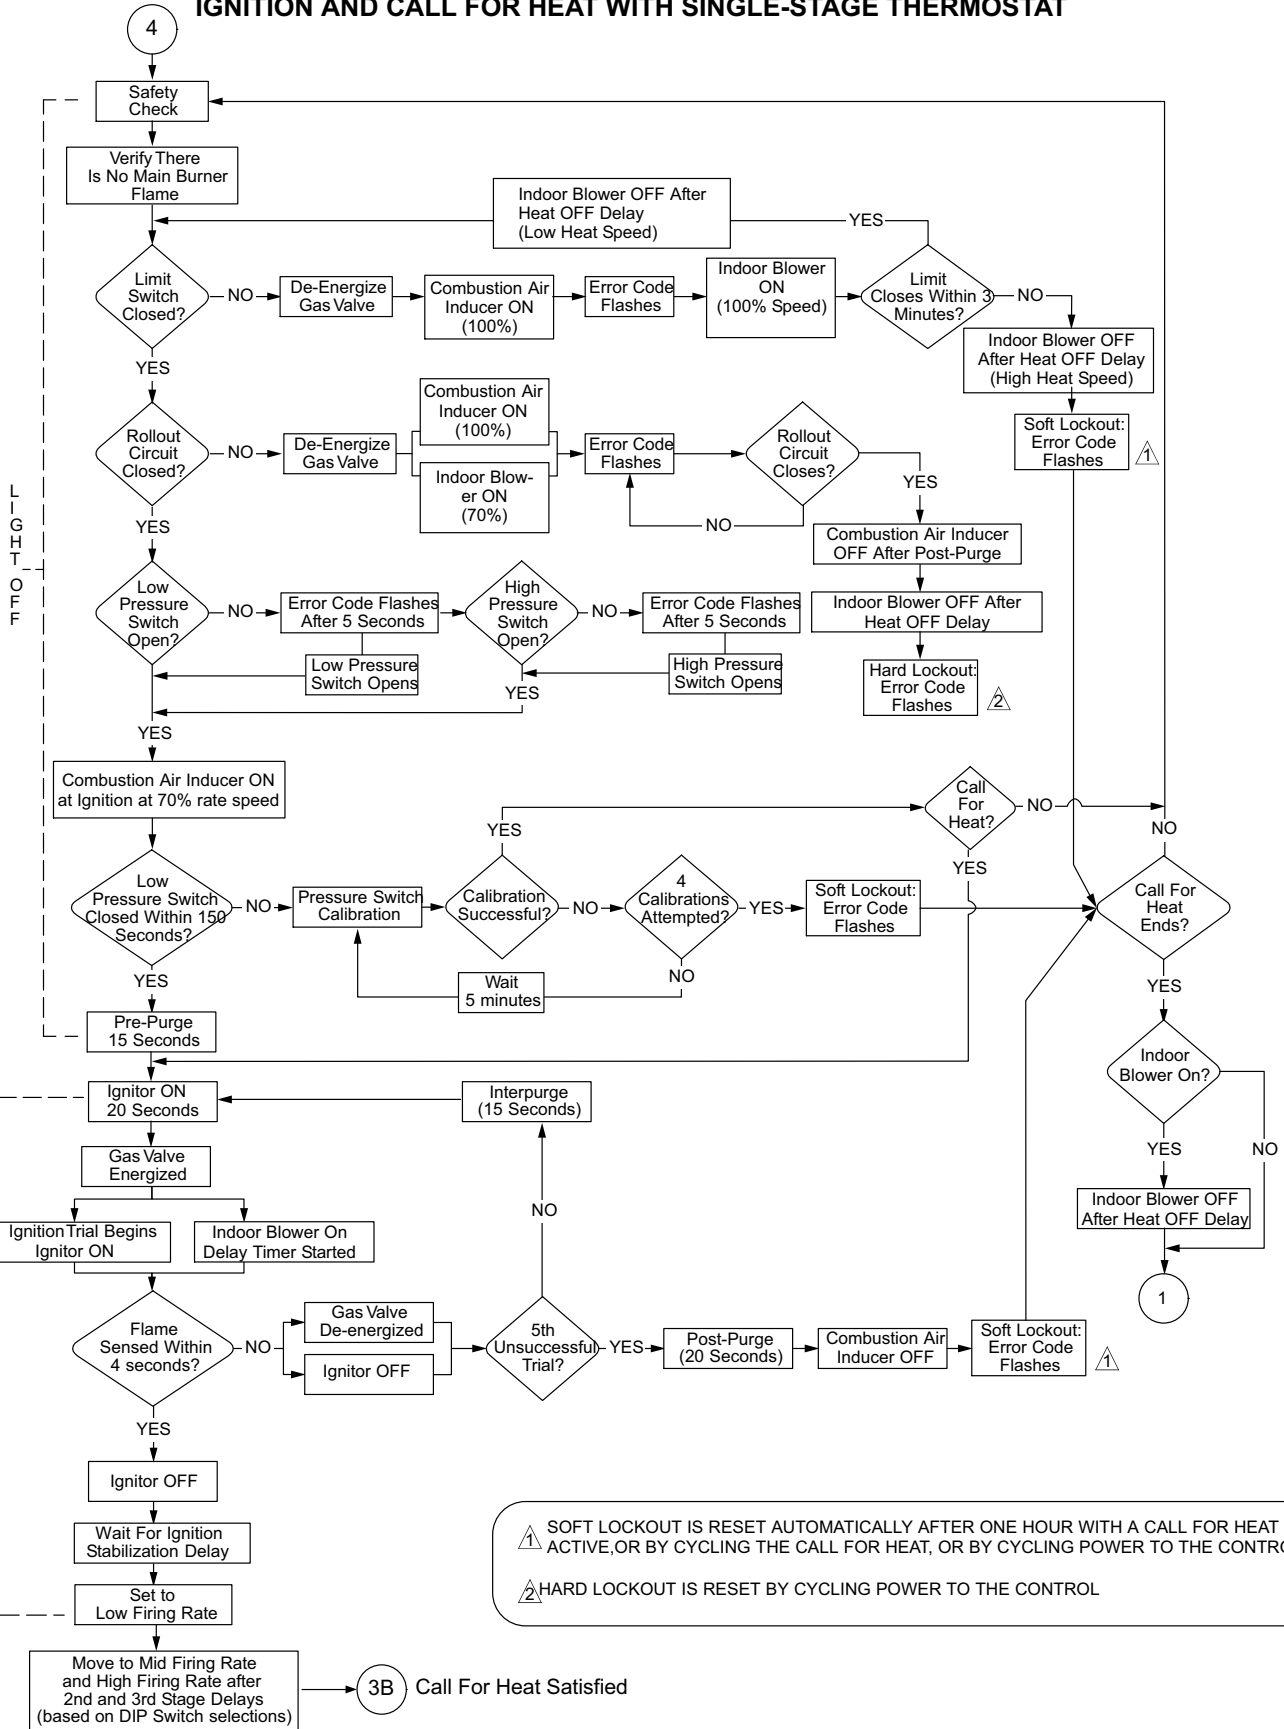 IGNITION AND CALL FOR HEAT WITH SINGLE-STAGE THERMOSTAT
4
Safety
Check
Verify There
Is No Main Burner
Flame
Indoor Blower OFF After
Heat OFF Delay
(Low Heat Speed)
YES
Limit
Switch
Closed?
NO
De-Energize
Gas Valve
Combustion Air
Inducer ON
(100%)
Error Code
Flashes
Indoor Blower
ON
(100% Speed)
Limit
Closes Within 3
Minutes?
NO
Indoor Blower OFF
After Heat OFF Delay
(High Heat Speed)
Soft Lockout:
Error Code
Flashes
1
YES
Rollout
Circuit
Closed?
NO
De-Energize
Gas Valve
Combustion Air
Inducer ON
(100%)
Indoor Blow-
er ON
(70%)
Error Code
Flashes
Rollout
Circuit
Closes?
NO
YES
Combustion Air Inducer
OFF After Post-Purge
Indoor Blower OFF After
Heat OFF Delay
Hard Lockout:
Error Code
Flashes
2
LIGHT OFF
YES
Low
Pressure
Switch
Open?
NO
Error Code Flashes
After 5 Seconds
Low Pressure
Switch Opens
High
Pressure
Switch
Open?
NO
Error Code Flashes
After 5 Seconds
High Pressure
Switch Opens
YES
YES
Combustion Air Inducer ON
at Ignition at 70% rate speed
Low
Pressure Switch
Closed Within 150
Seconds?
NO
Pressure Switch
Calibration
Calibration
Successful?
YES
NO
4
Calibrations
Attempted?
YES
Soft Lockout:
Error Code
Flashes
NO
Wait
5 minutes
Call
For
Heat?
NO
YES
NO
Call For
Heat
Ends?
YES
Indoor
Blower On?
YES
NO
Indoor Blower OFF
After Heat OFF Delay
1
YES
Pre-Purge
15 Seconds
Ignitor ON
20 Seconds
Interpurge
(15 Seconds)
Gas Valve
Energized
Ignition Trial Begins
Ignitor ON
Indoor Blower On
Delay Timer Started
Flame
Sensed Within
4 seconds?
NO
Gas Valve
De-energized
Ignitor OFF
5th
Unsuccessful
Trial?
NO
YES
Post-Purge
(20 Seconds)
Combustion Air
Inducer OFF
Soft Lockout:
Error Code
Flashes
1
YES
Ignitor OFF
Wait For Ignition
Stabilization Delay
Set to
Low Firing Rate
Move to Mid Firing Rate
and High Firing Rate after
2nd and 3rd Stage Delays
(based on DIP Switch selections)
3B
Call For Heat Satisfied
1 SOFT LOCKOUT IS RESET AUTOMATICALLY AFTER ONE HOUR WITH A CALL FOR HEAT
ACTIVE,OR BY CYCLING THE CALL FOR HEAT, OR BY CYCLING POWER TO THE CONTRO
2 HARD LOCKOUT IS RESET BY CYCLING POWER TO THE CONTROL